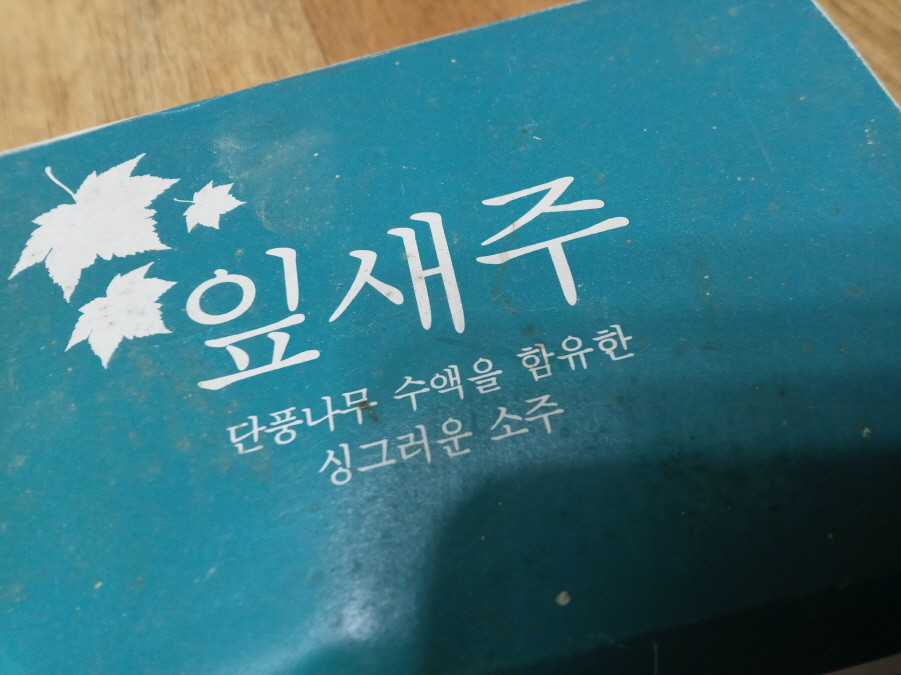 잎새주
단풍나무 수액을 함유한
싱그러운 소주